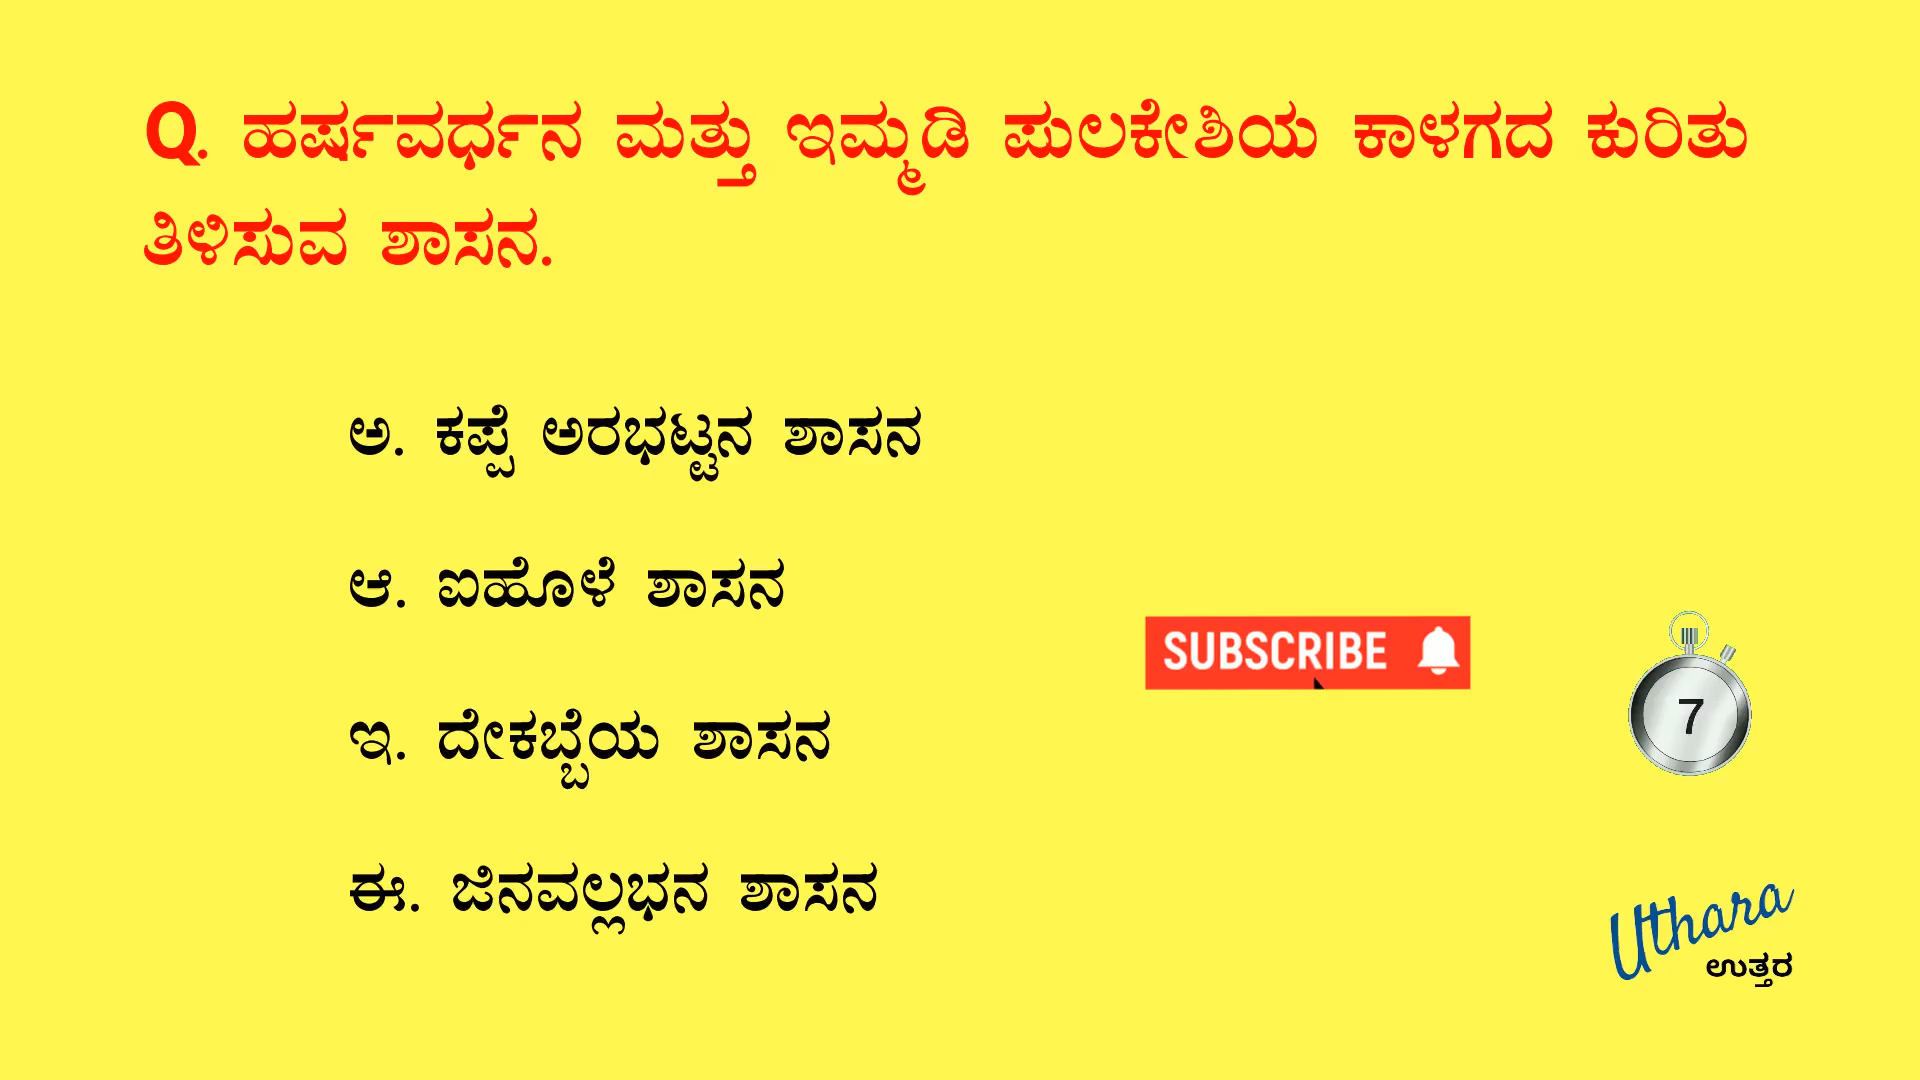 Q. ಹರ್ಷವರ್ಧನ ಮತ್ತು ಇಮ್ಮಡಿ ಪುಲಕೇಶಿಯ ಕಾಳಗದ ಕುರಿತು
ತಿಳಿಸುವ ಶಾಸನ.
ಅ. ಕಪ್ಪೆ ಅರಭಟ್ಟನ ಶಾಸನ
ಆ. ಐಹೊಳೆ ಶಾಸನ
SUBSCRIBE
7
ಇ. ದೇಕಬ್ಬೆಯ ಶಾಸನ
ಈ. ಜಿನವಲ್ಲಭನ ಶಾಸನ
Uthara
ಉತ್ತರ